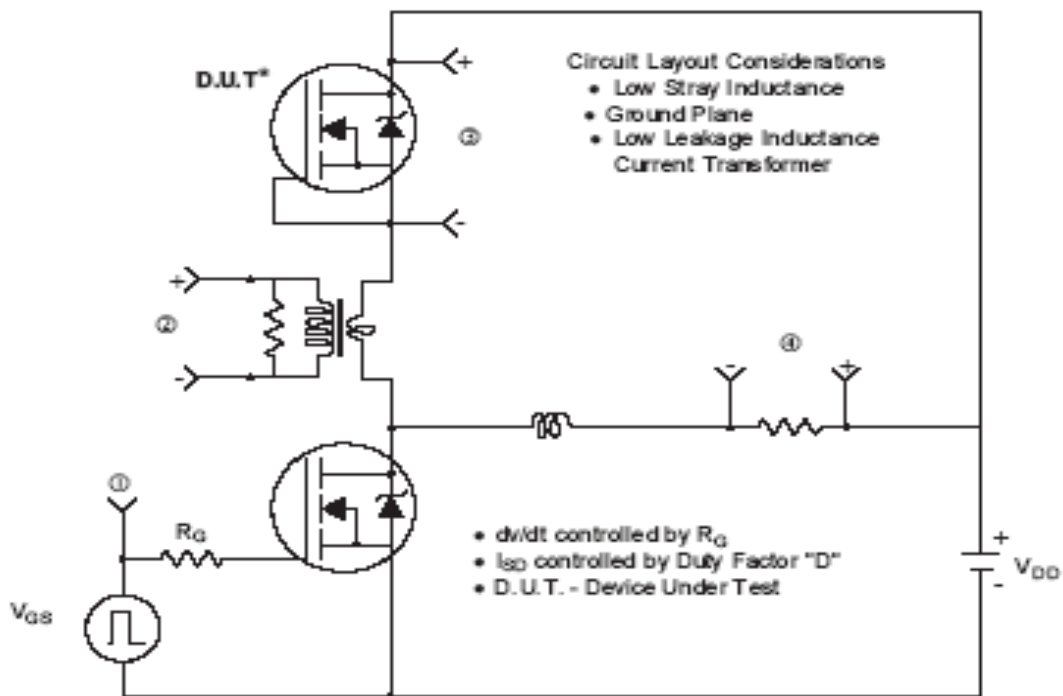 D.U.T*
+
Circuit Layout Considerations
• Low Stray Inductance
• Ground Plane
• Low Leakage Inductance
Current Transformer
③
-
+
②
-
④
-
+
①
RG
• dv/dt controlled by RG
• ISD controlled by Duty Factor "D"
• D.U.T. - Device Under Test
+
VDD
-
VGS